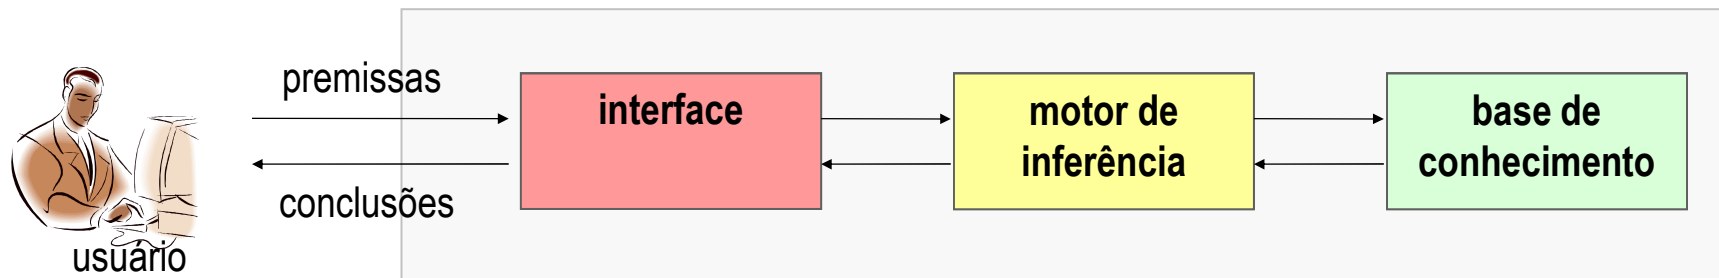 premissas
conclusões
usuário
interface
motor de
inferência
base de
conhecimento